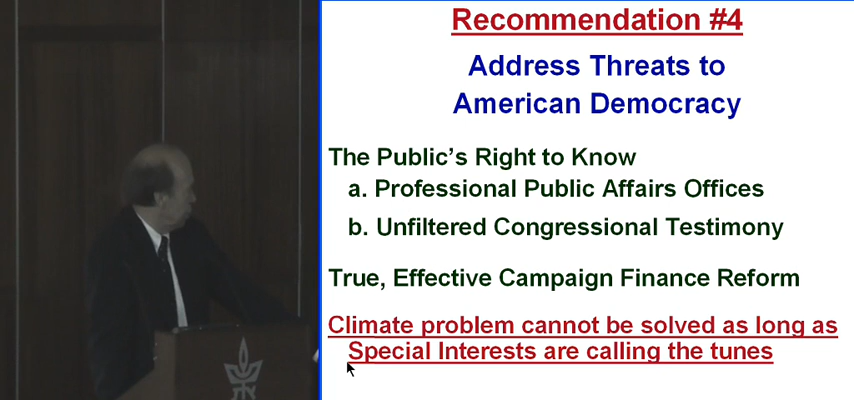 Recommendation #4
Address Threats to
American Democracy
The Public's Right to Know
a. Professional Public Affairs Offices
b. Unfiltered Congressional Testimony
True, Effective Campaign Finance Reform
Climate problem cannot be solved as long as
Special Interests are calling the tunes